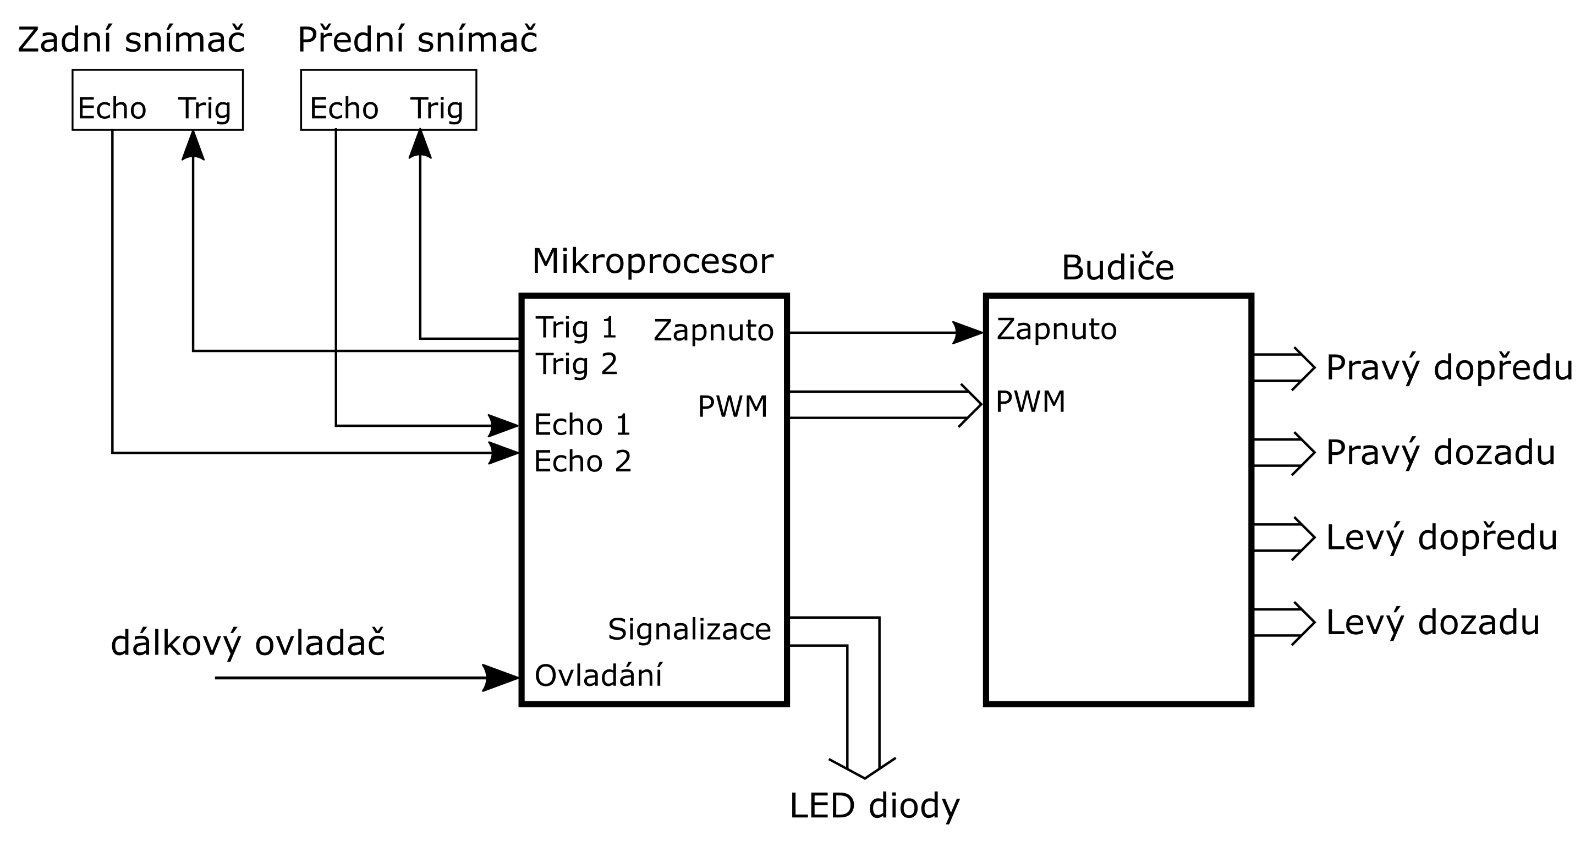 Zadní snímač
Přední snímač
Echo Trig
Echo Trig
Mikroprocesor
Budiče
Trig 1
Zapnuto
Trig 2
PWM
Echo 1
Echo 2
Signalizace
Ovladání
Zapnuto
PWM
Pravý dopředu
Pravý dozadu
Levý dopředu
Levý dozadu
dálkový ovladač
LED diody